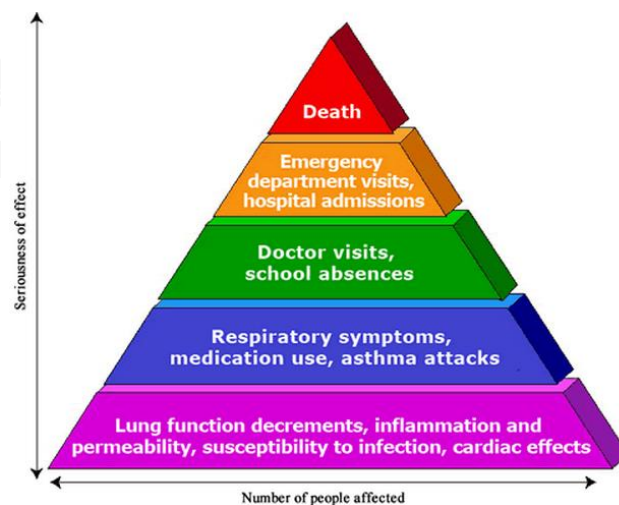 Death
Emergency
department visits,
hospital admissions
Doctor visits,
school absences
Respiratory symptoms,
medication use, asthma attacks
Lung function decrements, inflammation and
permeability, susceptibility to infection, cardiac effects
Seriousness of effect
Number of people affected